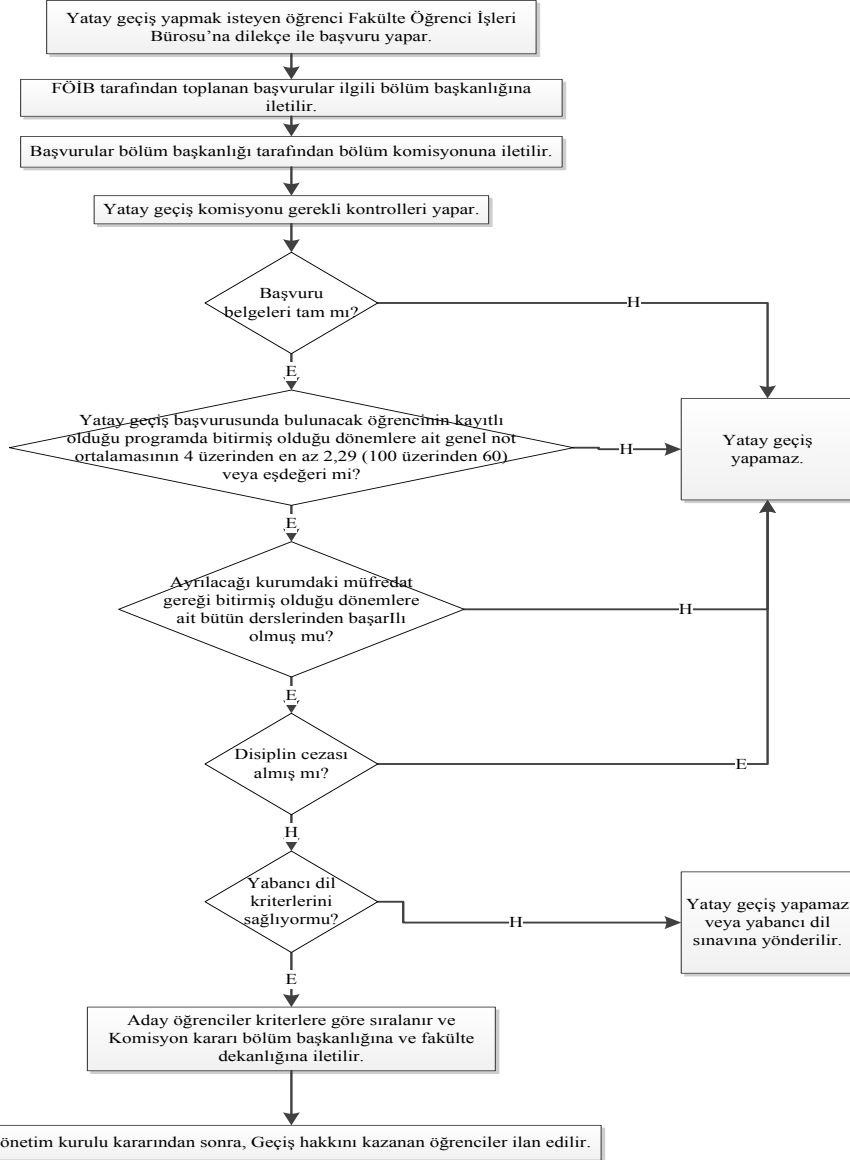 Yatay geçiş yapmak isteyen öğrenci Fakülte Öğrenci İşleri
Bürosu’na dilekçe ile başvuru yapar.
FÖİB tarafından toplanan başvurular ilgili bölüm başkanlığına
iletilir.
Başvurular bölüm başkanlığı tarafından bölüm komisyonuna iletilir.
Yatay geçiş komisyonu gerekli kontrolleri yapar.
Başvuru
belgeleri tam mı?
H
E
Yatay geçiş başvurusunda bulunacak öğrencinin kayıtlı
olduğu programda bitirmiş olduğu dönemlere ait genel not
ortalamasının 4 üzerinden en az 2,29 (100 üzerinden 60)
veya eşdeğeri mi?
H
Yatay geçiş
yapamaz.
E
Ayrılacağı kurumdaki müfredat
gereği bitirmiş olduğu dönemlere
ait bütün derslerinden başarIlı
olmuş mu?
H
E
Disiplin cezası
almış mı?
E
H
Yabancı dil
kriterlerini
sağlıyormu?
H
Yatay geçiş yapamaz
veya yabancı dil
sınavına yönderilir.
E
Aday öğrenciler kriterlere göre sıralanır ve
Komisyon kararı bölüm başkanlığına ve fakülte
dekanlığına iletilir.
önetim kurulu kararından sonra, Geçiş hakkını kazanan öğrenciler ilan edilir.